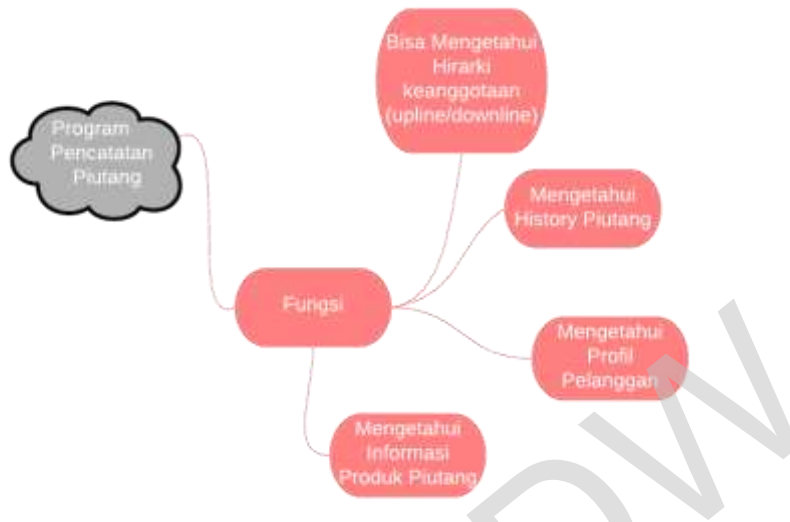 Bisa Mengetahui
Hirarki
keanggotaan
(upline/downline)
Program
Pencatatan
Piutang
Mengetahui
History Piutang
Fungsi
Mengetahui
Profil
Pelanggan
Mengetahui
Informasi
Produk Piutang